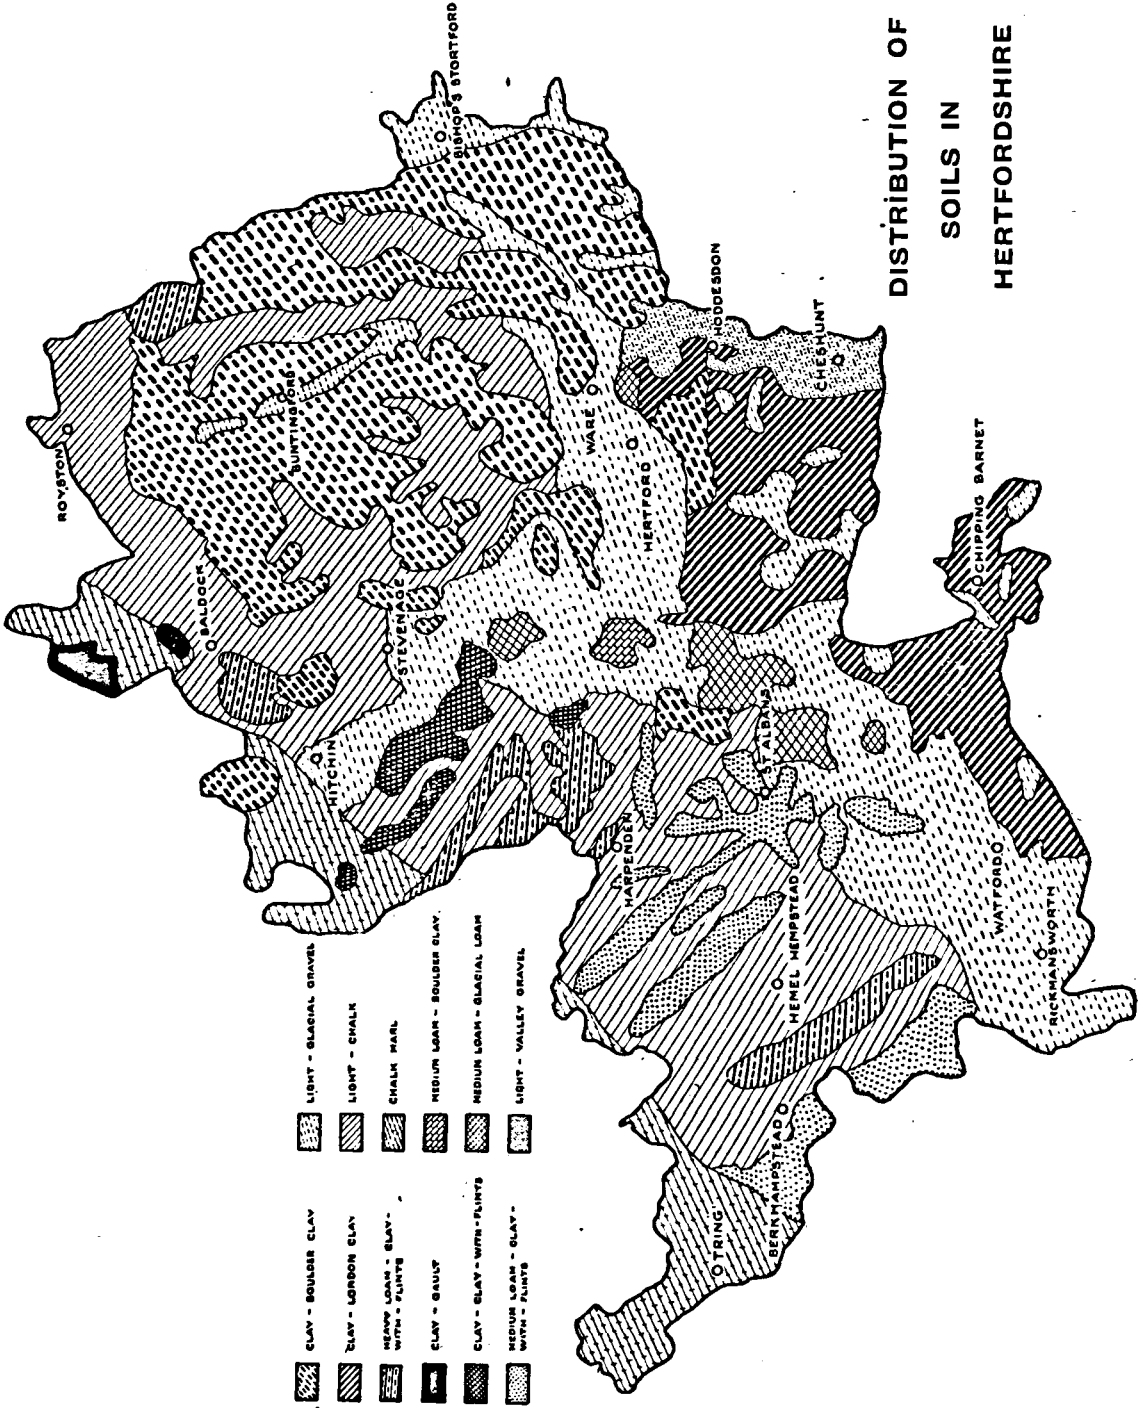 DISTRIBUTION OF
SOILS IN
HERTFORDSHIRE
BISHOP'S STORTFORD
ROYSTON
BUNTINGFORD
BALDOCK
STEVENAGE
HITCHIN
WARE
HERTFORD
HODDESDON
CHESHUNT
CHIPPING BARNET
ST ALBANS
HARPENDEN
HEMEL HEMPSTEAD
WATFORD
RICKMANSWORTH
BERKHAMPSTEAD
TRING
CLAY - BOULDER CLAY
CLAY - LONDON CLAY
HEAVY LOAM - CLAY -
WITH - FLINTS
CLAY - GAULT
CLAY - CLAY - WITH - FLINTS
MEDIUM LOAM - CLAY -
WITH - FLINTS
LIGHT - GLACIAL GRAVEL
LIGHT - CHALK
CHALK MARL
MEDIUM LOAM - BOULDER CLAY
MEDIUM LOAM - GLACIAL LOAM
LIGHT - VALLEY GRAVEL